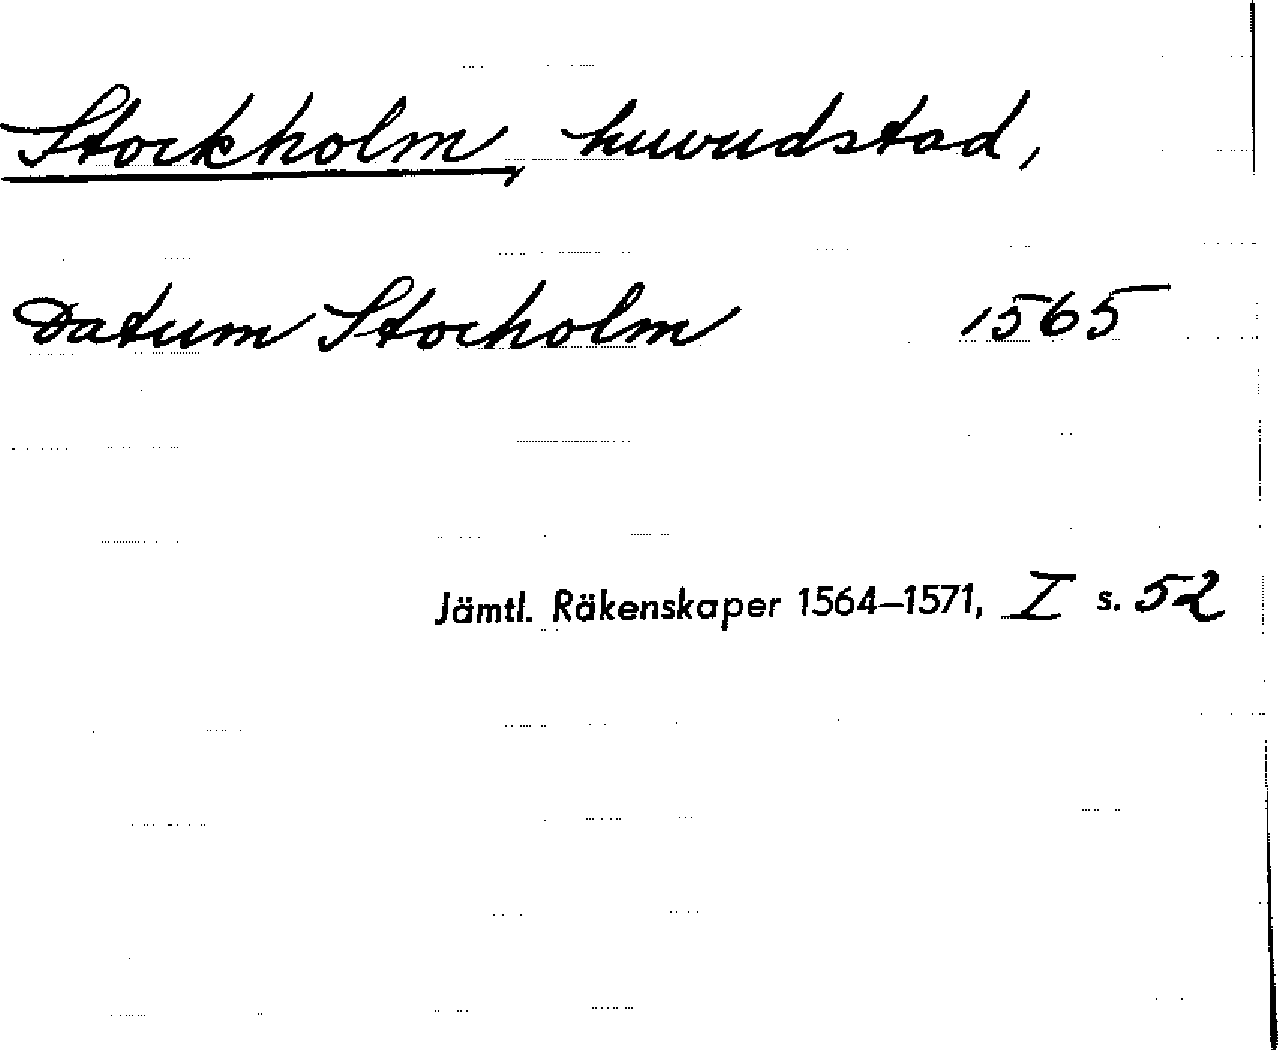 Stockholm, huvudstad,
Datum Stocholm 1565
Jämtl. Räkenskaper 1564–1571, I s. 52